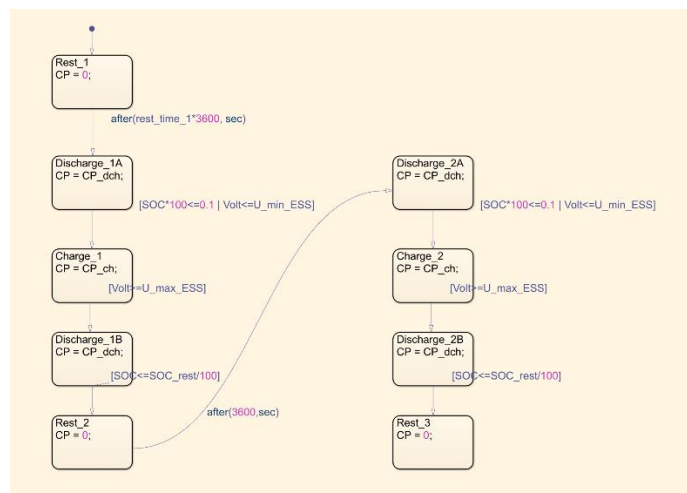 Rest_1
CP = 0;
after(rest_time_1*3600, sec)
Discharge_1A
CP = CP_dch;
[SOC*100<=0.1 | Volt<=U_min_ESS]
Charge_1
CP = CP_ch;
[Volt>=U_max_ESS]
Discharge_1B
CP = CP_dch;
[SOC<=SOC_rest/100]
Rest_2
CP = 0;
after(3600,sec)
Discharge_2A
CP = CP_dch;
[SOC*100<=0.1 | Volt<=U_min_ESS]
Charge_2
CP = CP_ch;
[Volt>=U_max_ESS]
Discharge_2B
CP = CP_dch;
[SOC<=SOC_rest/100]
Rest_3
CP = 0;